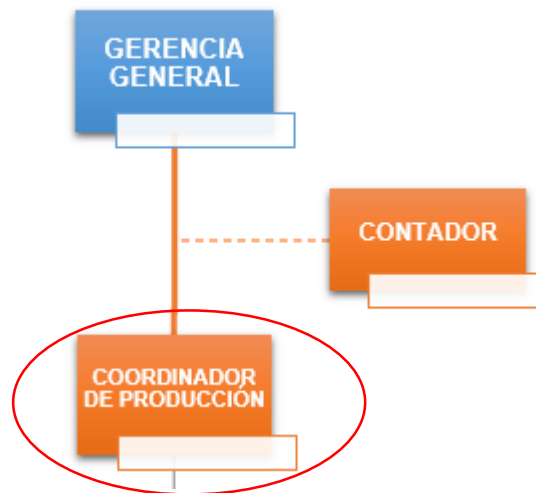 GERENCIA
GENERAL
CONTADOR
COORDINADOR
DE PRODUCCIÓN